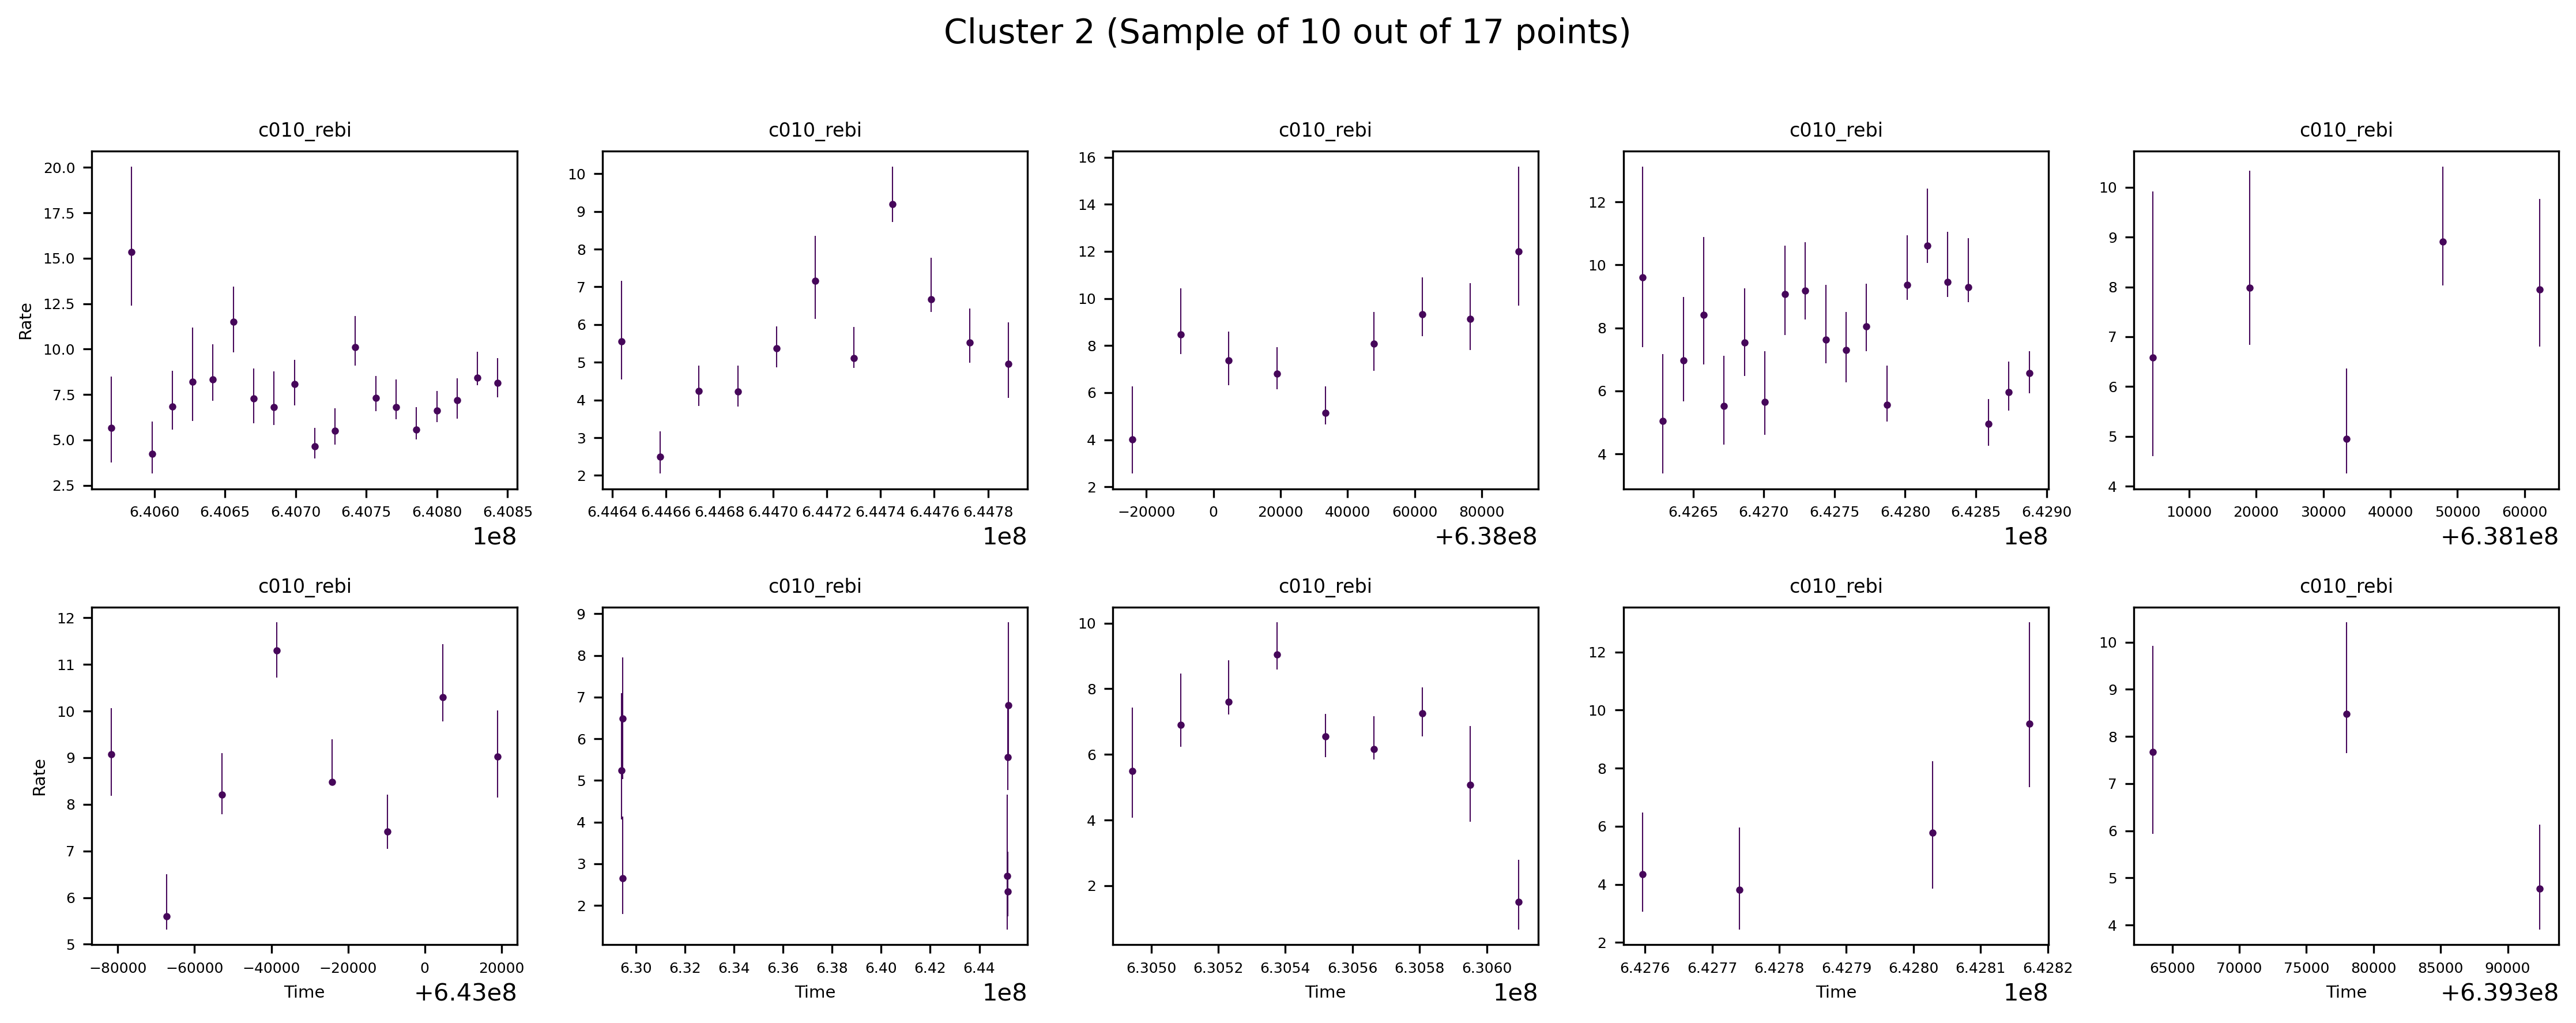 Cluster 2 (Sample of 10 out of 17 points)
c010_rebi c010_rebi c010_rebi c010_rebi c010_rebi
Rate
20.0
17.5
15.0
12.5
10.0
7.5
5.0
2.5
6.4060 6.4065 6.4070 6.4075 6.4080 6.4085
1e8
10
9
8
7
6
5
4
3
2
6.4464 6.4466 6.4468 6.4470 6.4472 6.4474 6.4476 6.4478
1e8
16
14
12
10
8
6
4
2
−20000 0 20000 40000 60000 80000
+6.38e8
12
10
8
6
4
6.4265 6.4270 6.4275 6.4280 6.4285 6.4290
1e8
10
9
8
7
6
5
4
10000 20000 30000 40000 50000 60000
+6.381e8
c010_rebi c010_rebi c010_rebi c010_rebi c010_rebi
Rate
12
11
10
9
8
7
6
5
−80000 −60000 −40000 −20000 0 20000
Time +6.43e8
9
8
7
6
5
4
3
2
6.30 6.32 6.34 6.36 6.38 6.40 6.42 6.44
Time 1e8
10
8
6
4
2
6.3050 6.3052 6.3054 6.3056 6.3058 6.3060
Time 1e8
12
10
8
6
4
2
6.4276 6.4277 6.4278 6.4279 6.4280 6.4281 6.4282
Time 1e8
10
9
8
7
6
5
4
65000 70000 75000 80000 85000 90000
Time +6.393e8